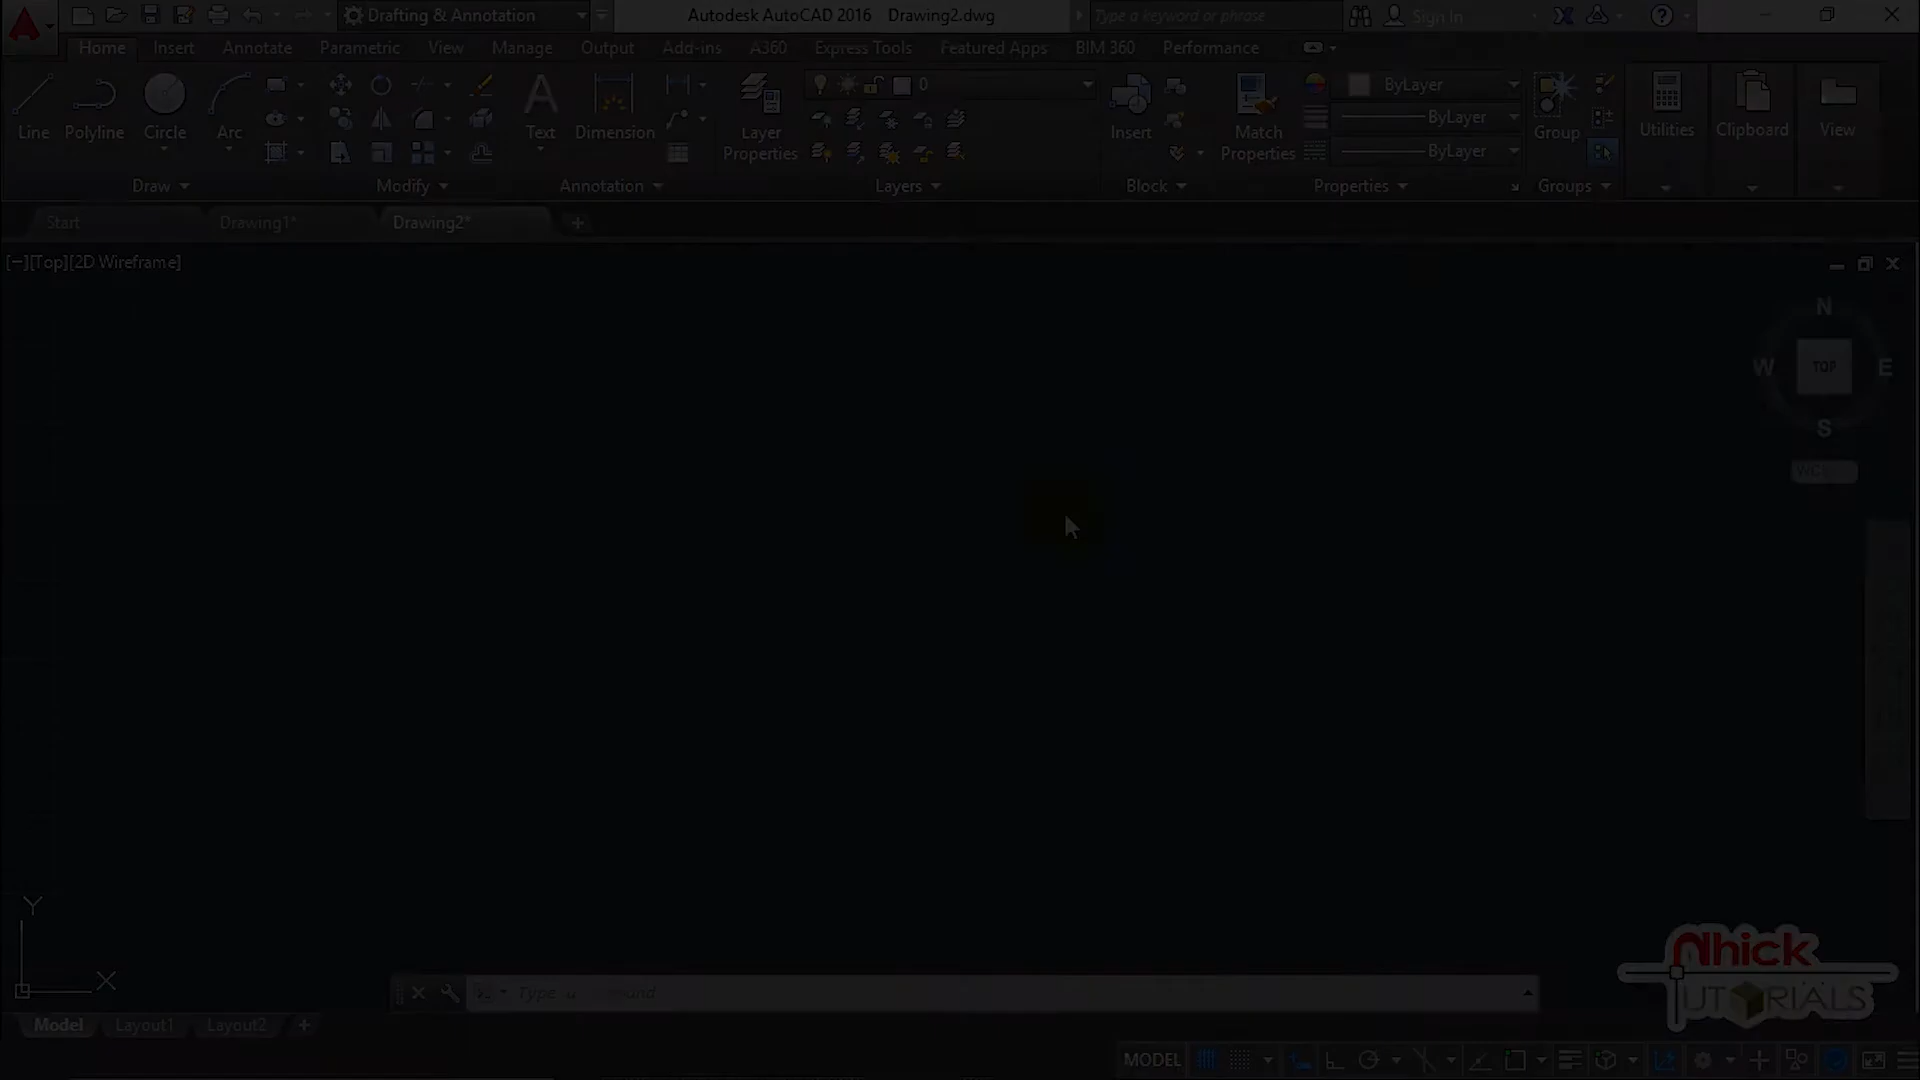 Drafting & Annotation
Autodesk AutoCAD 2016 Drawing2.dwg
Type a keyword or phrase
Sign In
Home Insert Annotate Parametric View Manage Output Add-ins A360 Express Tools Featured Apps BIM 360 Performance
Line Polyline Circle Arc
Text Dimension
Layer Properties
0
Insert
Match Properties
ByLayer
ByLayer
ByLayer
Group
Utilities
Clipboard
View
Draw Modify Annotation Layers Block Properties Groups
Start Drawing1* Drawing2*
[−][Top][2D Wireframe]
N
W TOP E
S
Y
X
Type a command
Nhick
TUTORIALS
Model Layout1 Layout2
MODEL